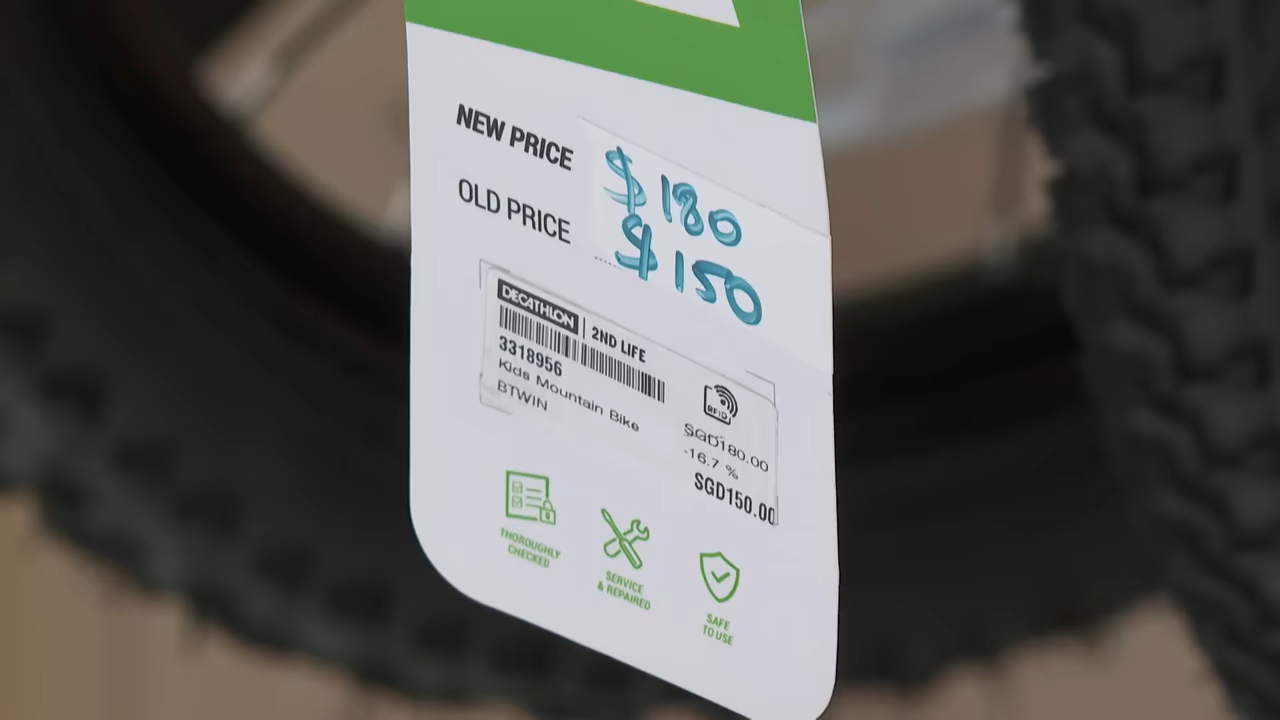 NEW PRICE $180
OLD PRICE $150
DECATHLON | 2ND LIFE
3318956
Kids Mountain Bike
BTWIN
RFID
SGD180.00
-16.7 %
SGD150.00
THOROUGHLY
CHECKED
SERVICE
& REPAIRED
SAFE
TO USE